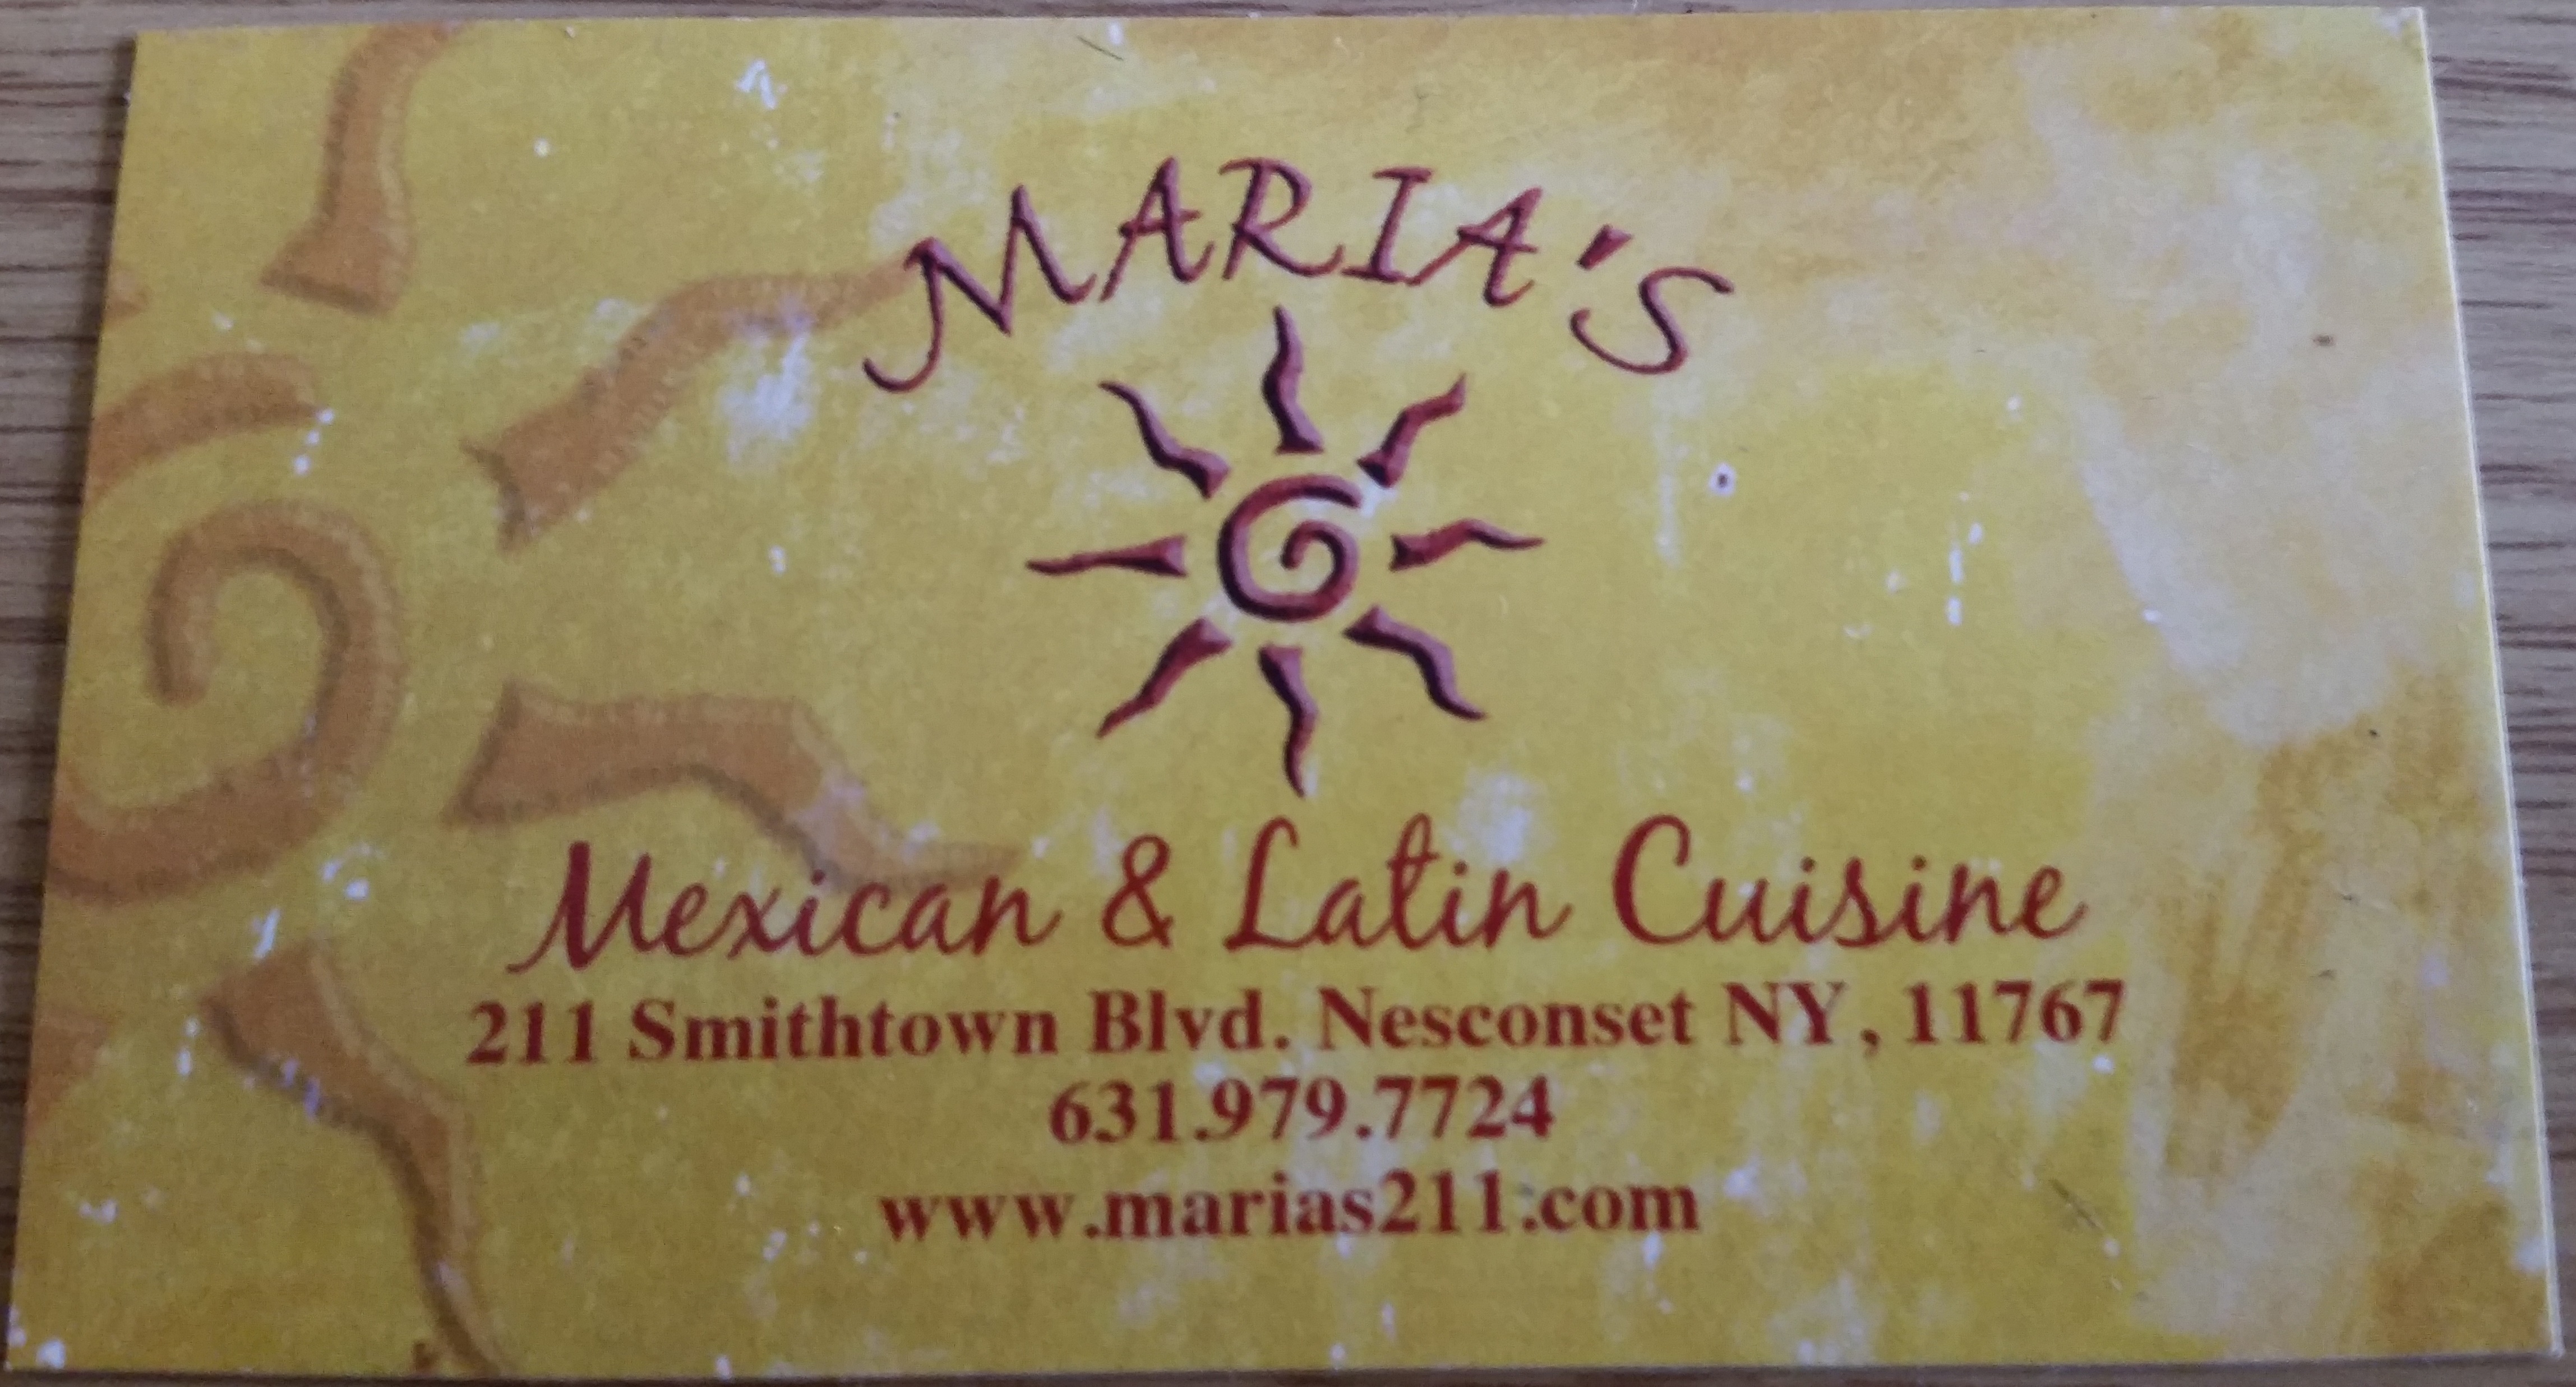 MARIA'S
Mexican & Latin Cuisine
211 Smithtown Blvd. Nesconset NY, 11767
631.979.7724
www.marias211.com